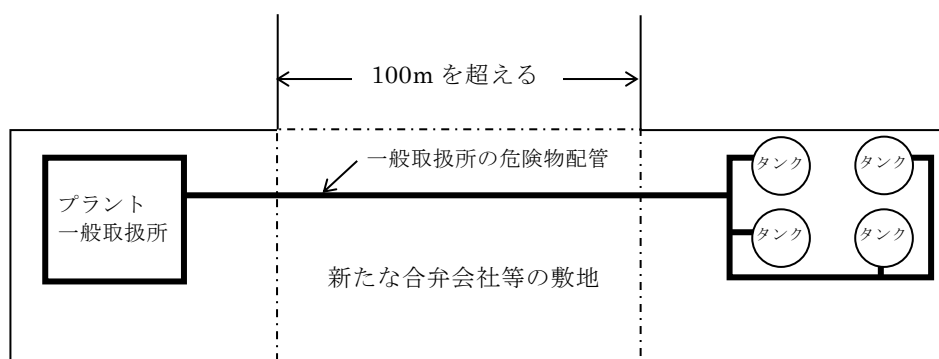 100m を超える
一般取扱所の危険物配管
プラント
一般取扱所
タンク
タンク
タンク
タンク
新たな合弁会社等の敷地